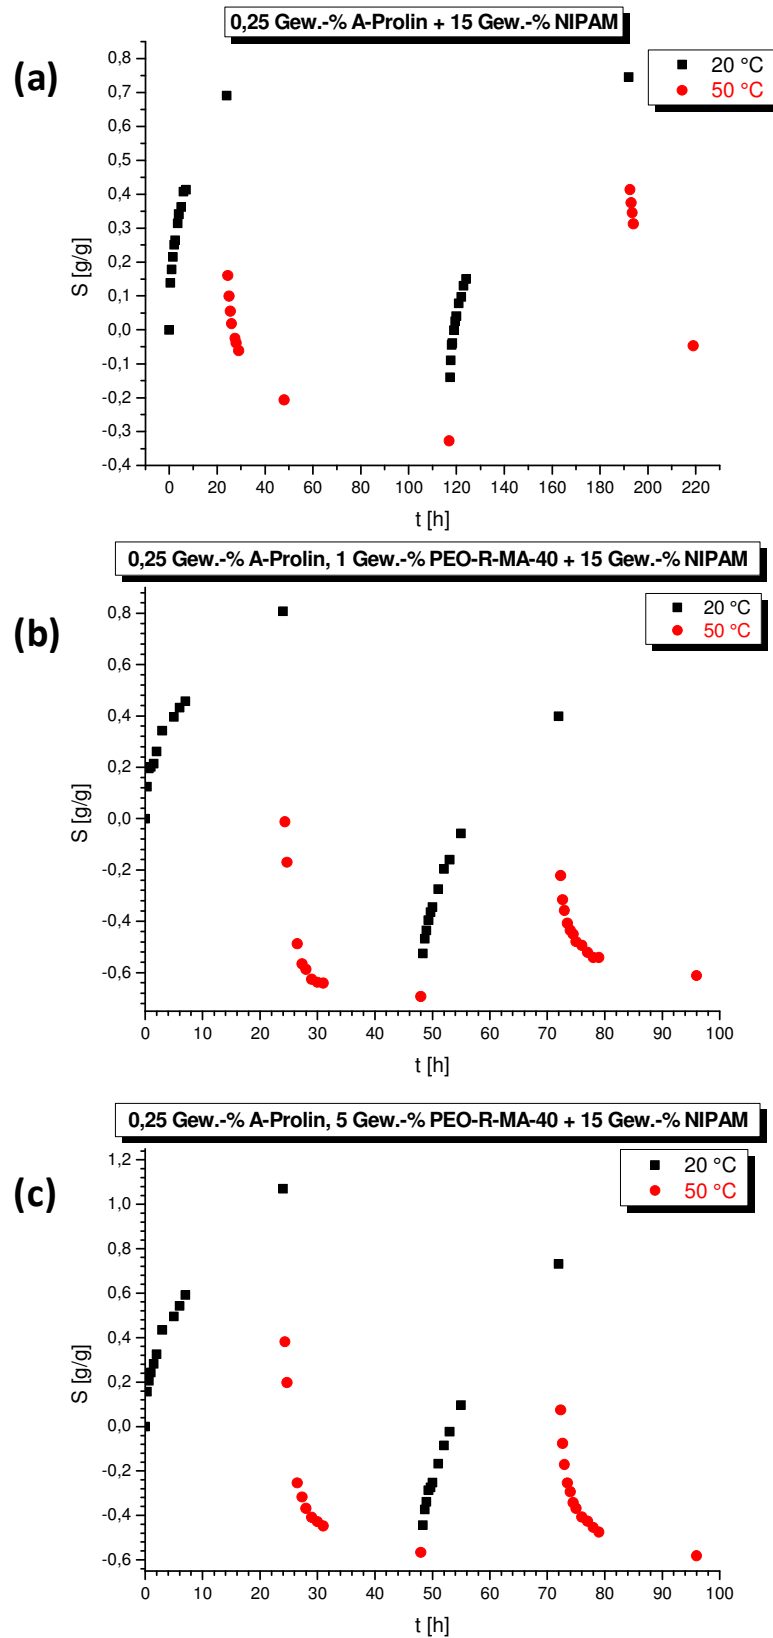 0,25 Gew.-% A-Prolin + 15 Gew.-% NIPAM
(a)
20 °C
50 °C
0,8
0,7
0,6
0,5
0,4
0,3
0,2
0,1
0,0
-0,1
-0,2
-0,3
-0,4
S [g/g]
0 20 40 60 80 100 120 140 160 180 200 220
t [h]
0,25 Gew.-% A-Prolin, 1 Gew.-% PEO-R-MA-40 + 15 Gew.-% NIPAM
(b)
20 °C
50 °C
0,8
0,6
0,4
0,2
0,0
-0,2
-0,4
-0,6
S [g/g]
0 10 20 30 40 50 60 70 80 90 100
t [h]
0,25 Gew.-% A-Prolin, 5 Gew.-% PEO-R-MA-40 + 15 Gew.-% NIPAM
(c)
20 °C
50 °C
1,2
1,0
0,8
0,6
0,4
0,2
0,0
-0,2
-0,4
-0,6
S [g/g]
0 10 20 30 40 50 60 70 80 90 100
t [h]